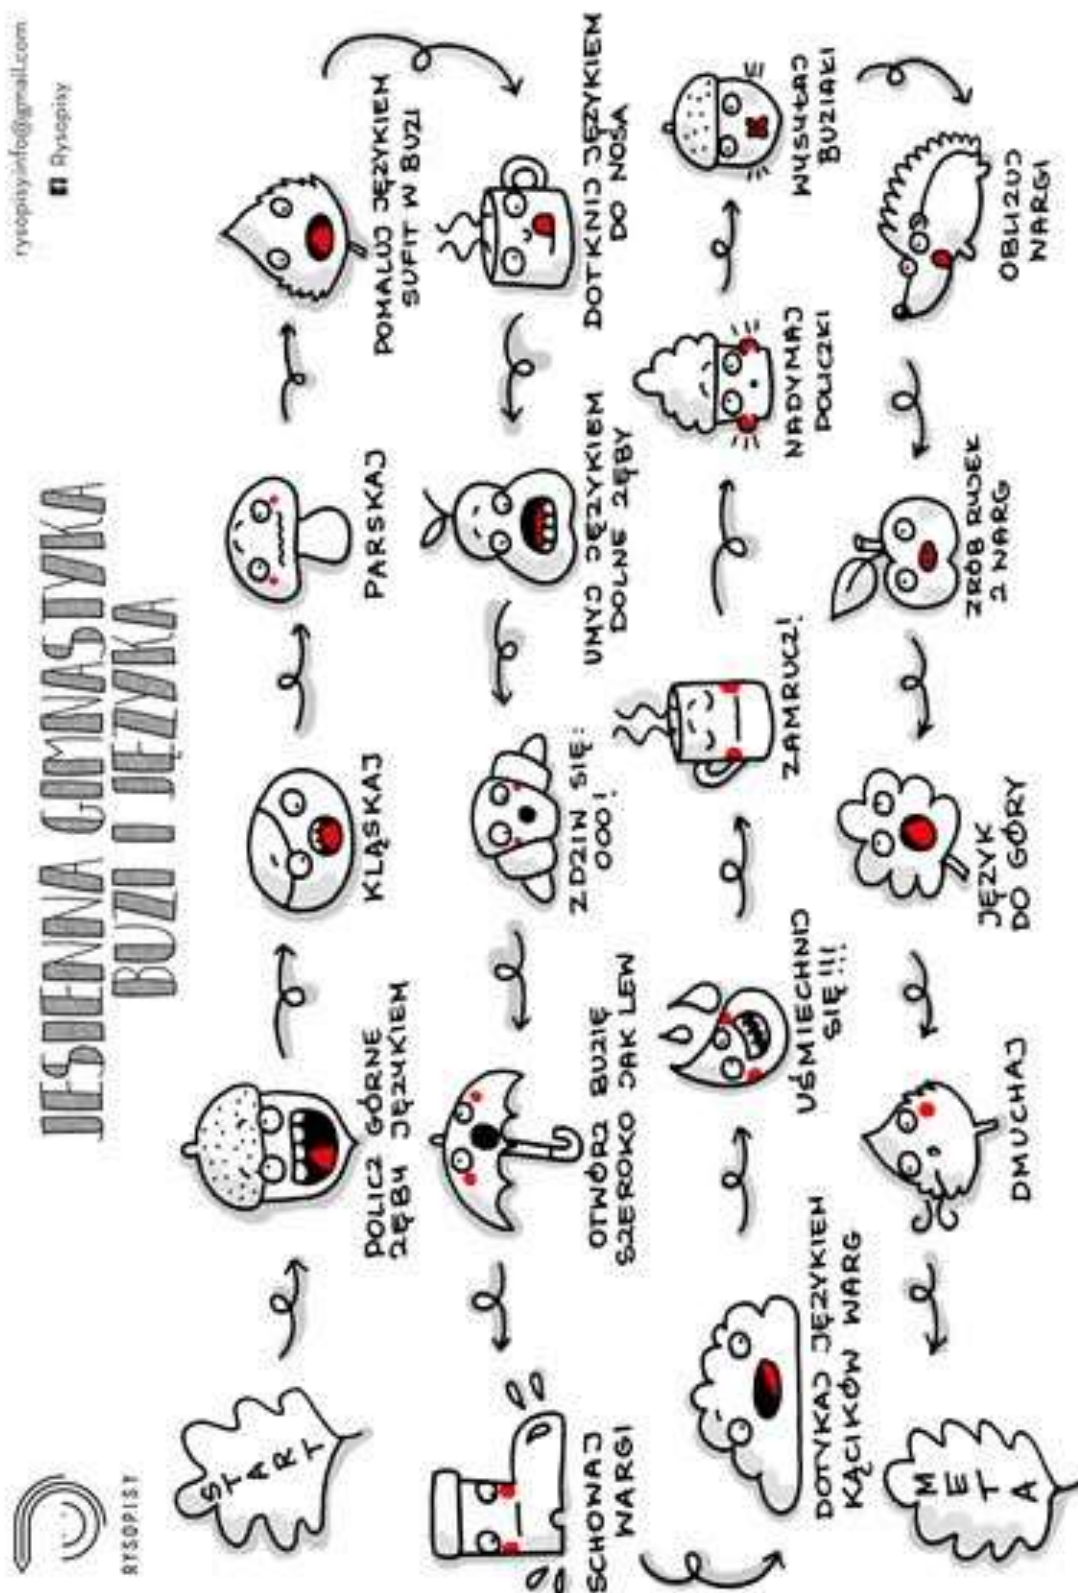 RYSOPISY
JESIENNA GIMNASTYKA
BUZI I JĘZYKA
rysopisyinfo@gmail.com
Rysopisy
START
POLICZ GÓRNE
ZĘBY JĘZYKIEM
KLĄSKAJ
PARSKAJ
POMALUJ JĘZYKIEM
SUFIT W BUZI
DOTKNIJ JĘZYKIEM
DO NOSA
UMYJ JĘZYKIEM
DOLNE ZĘBY
ZDZIW SIĘ:
OOO!
OTWÓRZ BUZIĘ
SZEROKO JAK LEW
SCHOWAJ
WARGI
DOTYKAJ JĘZYKIEM
KĄCIKÓW WARG
UŚMIECHNIJ
SIĘ!!!
ZAMRUCZ!
NADYMAJ
POLICZKI
WYSYŁAJ
BUZIAKI
OBLIZUJ
WARGI
ZRÓB RYJEK
Z WARG
JĘZYK
DO GÓRY
DMUCHAJ
META